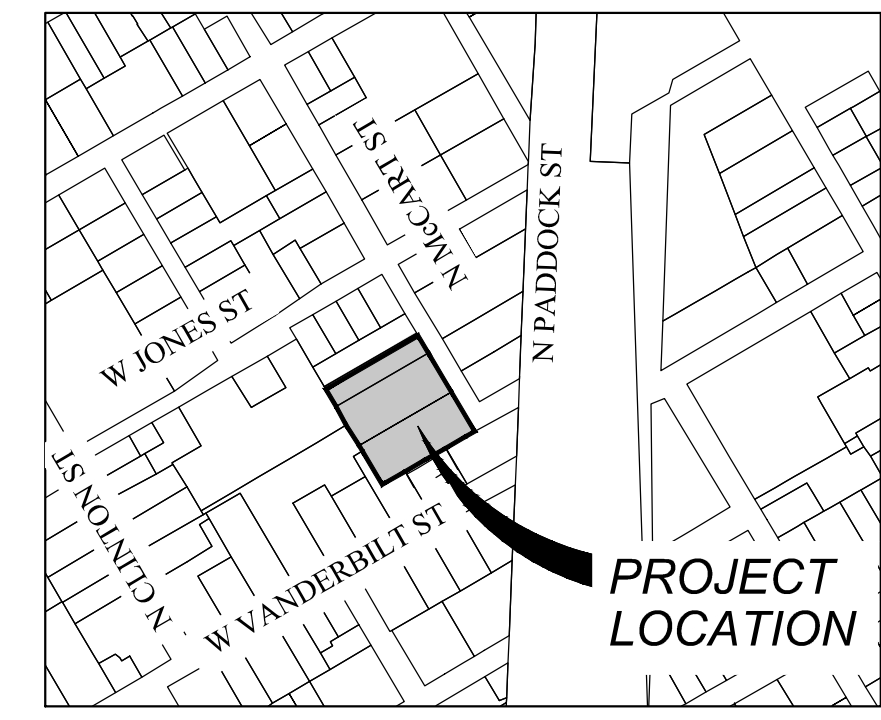 N McCART ST
N PADDOCK ST
W JONES ST
N CLINTON ST
W VANDERBILT ST
PROJECT
LOCATION